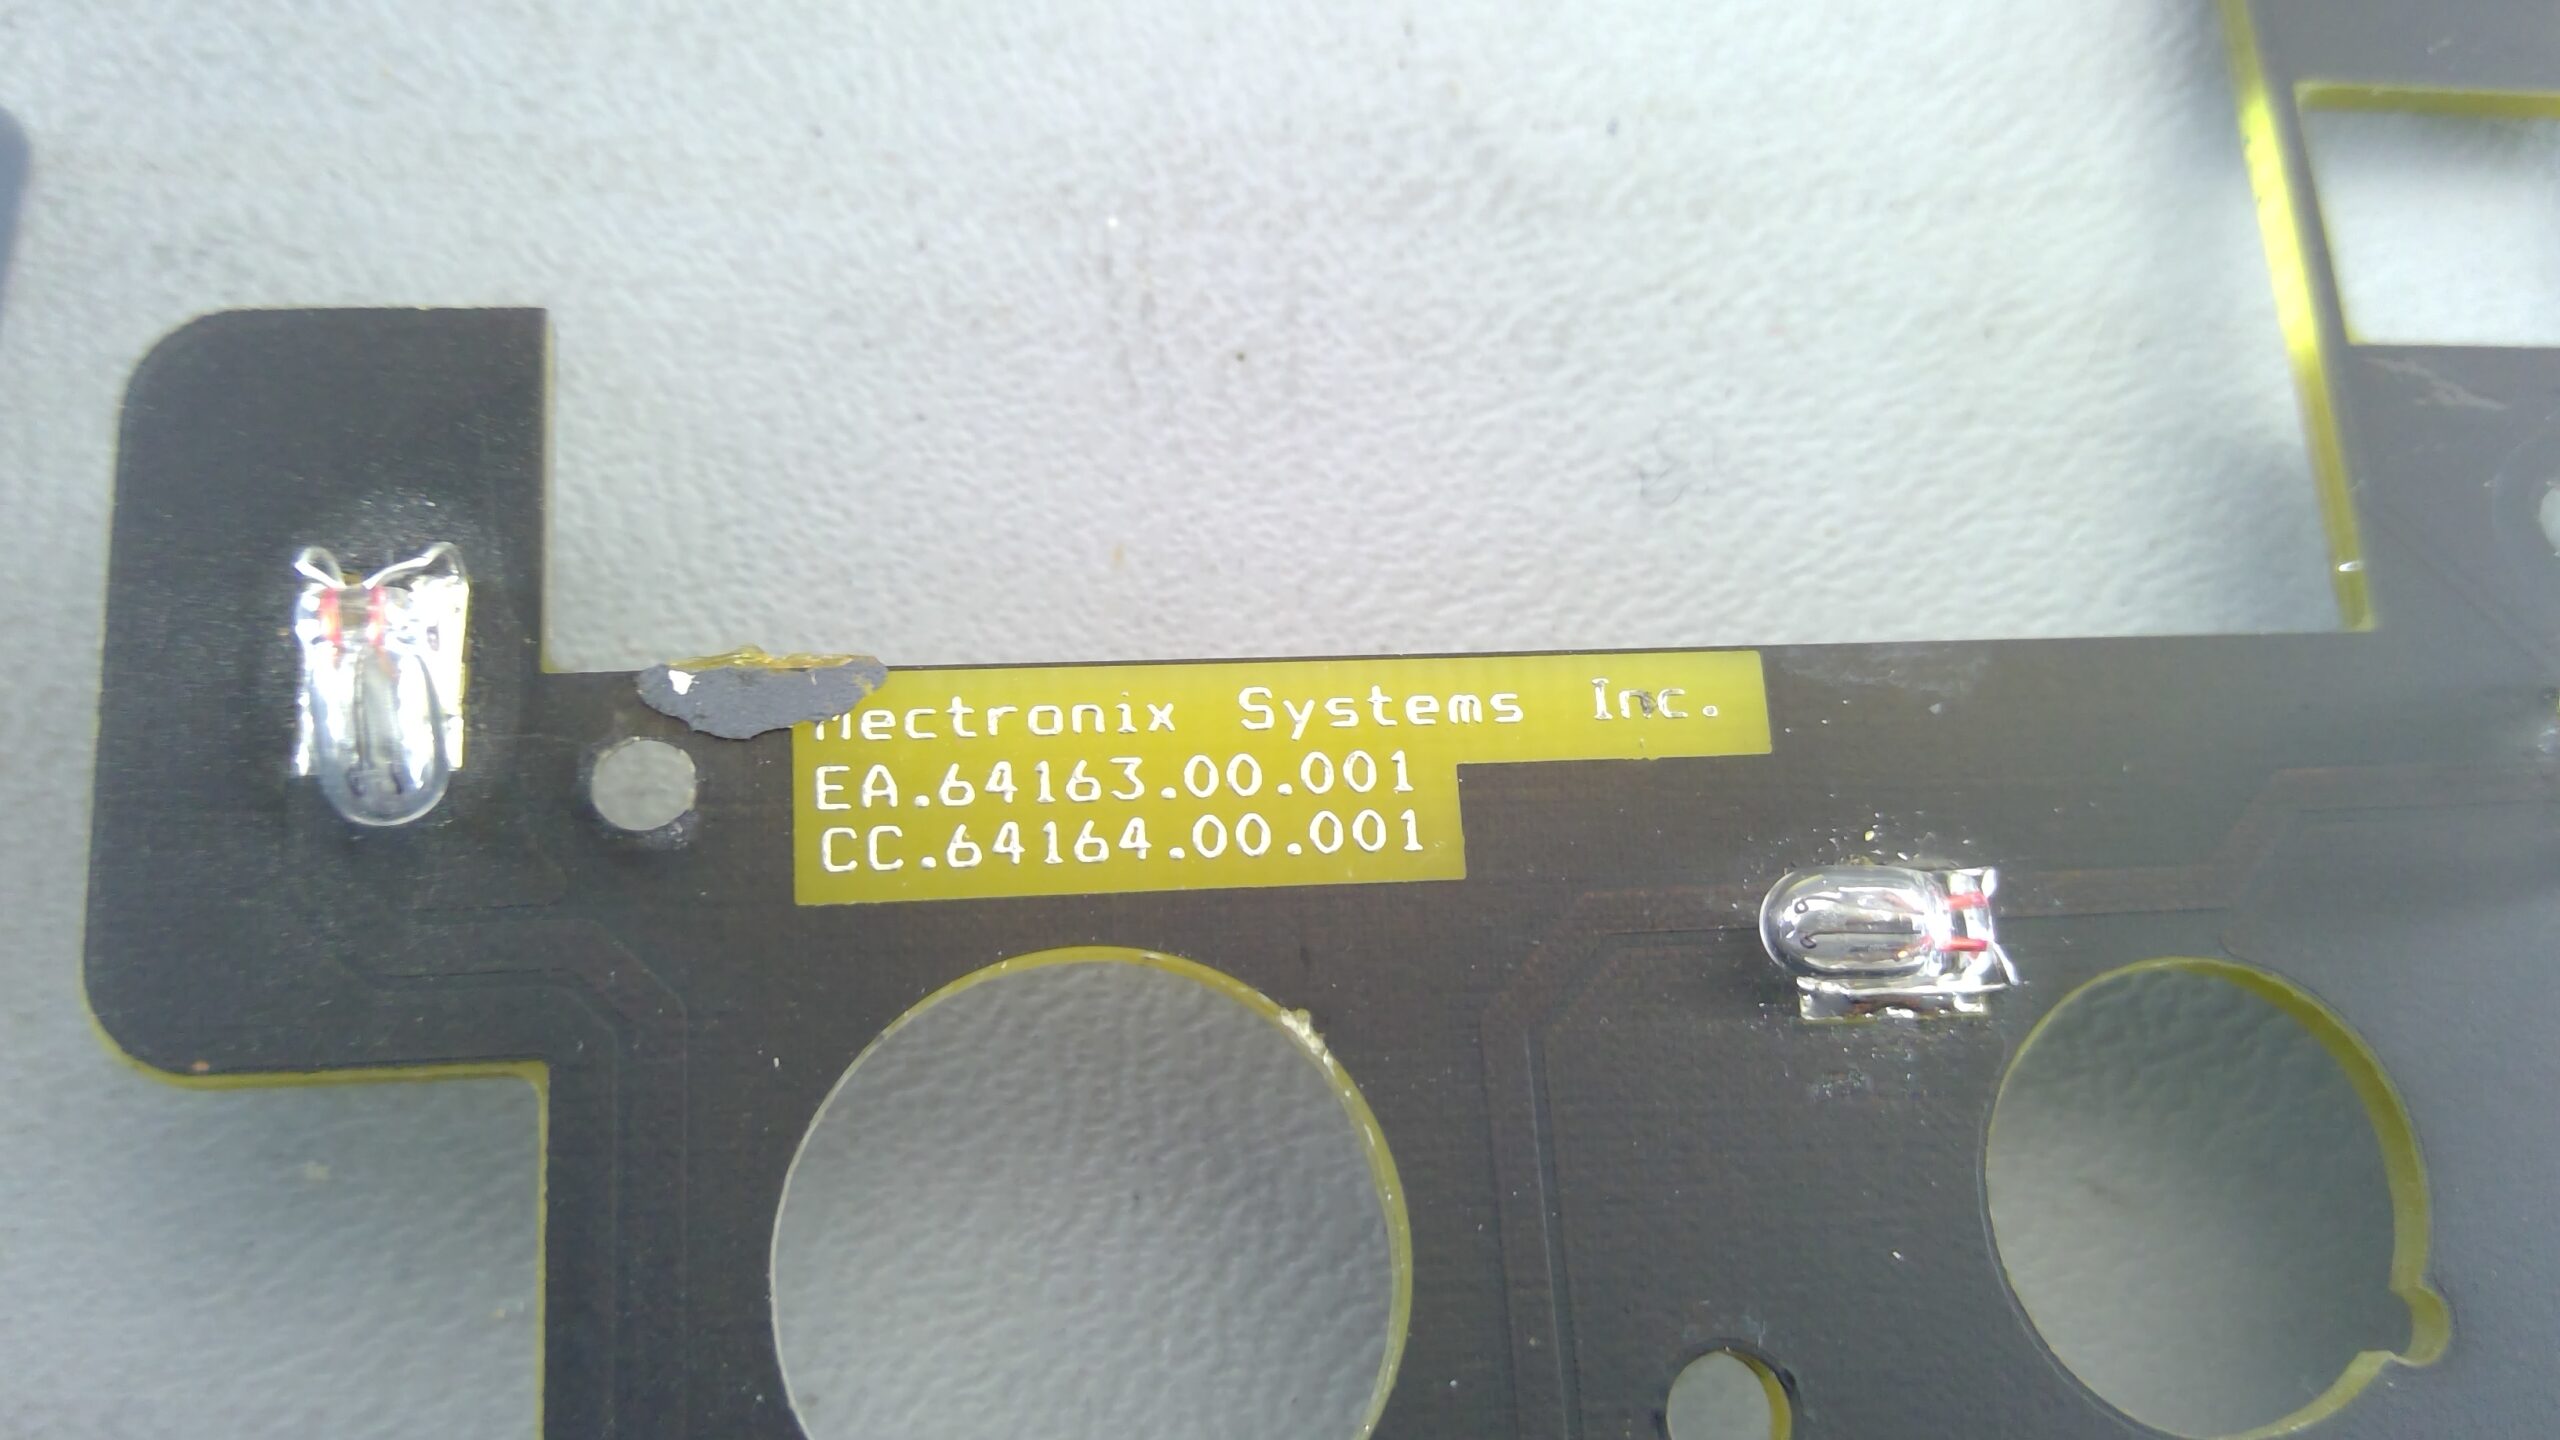 Mectronix Systems Inc.
EA.64163.00.001
CC.64164.00.001